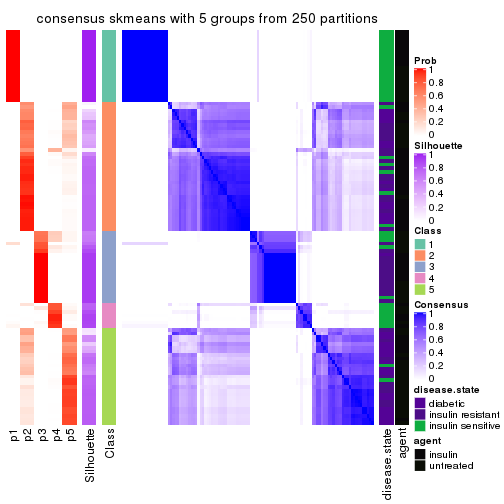 consensus skmeans with 5 groups from 250 partitions
Prob
1
0.8
0.6
0.4
0.2
0
Silhouette
1
0.8
0.6
0.4
0.2
0
Class
1
2
3
4
5
Consensus
1
0.8
0.6
0.4
0.2
0
disease.state
diabetic
insulin resistant
insulin sensitive
agent
insulin
untreated
p1
p2
p3
p4
p5
Silhouette
Class
disease.state
agent